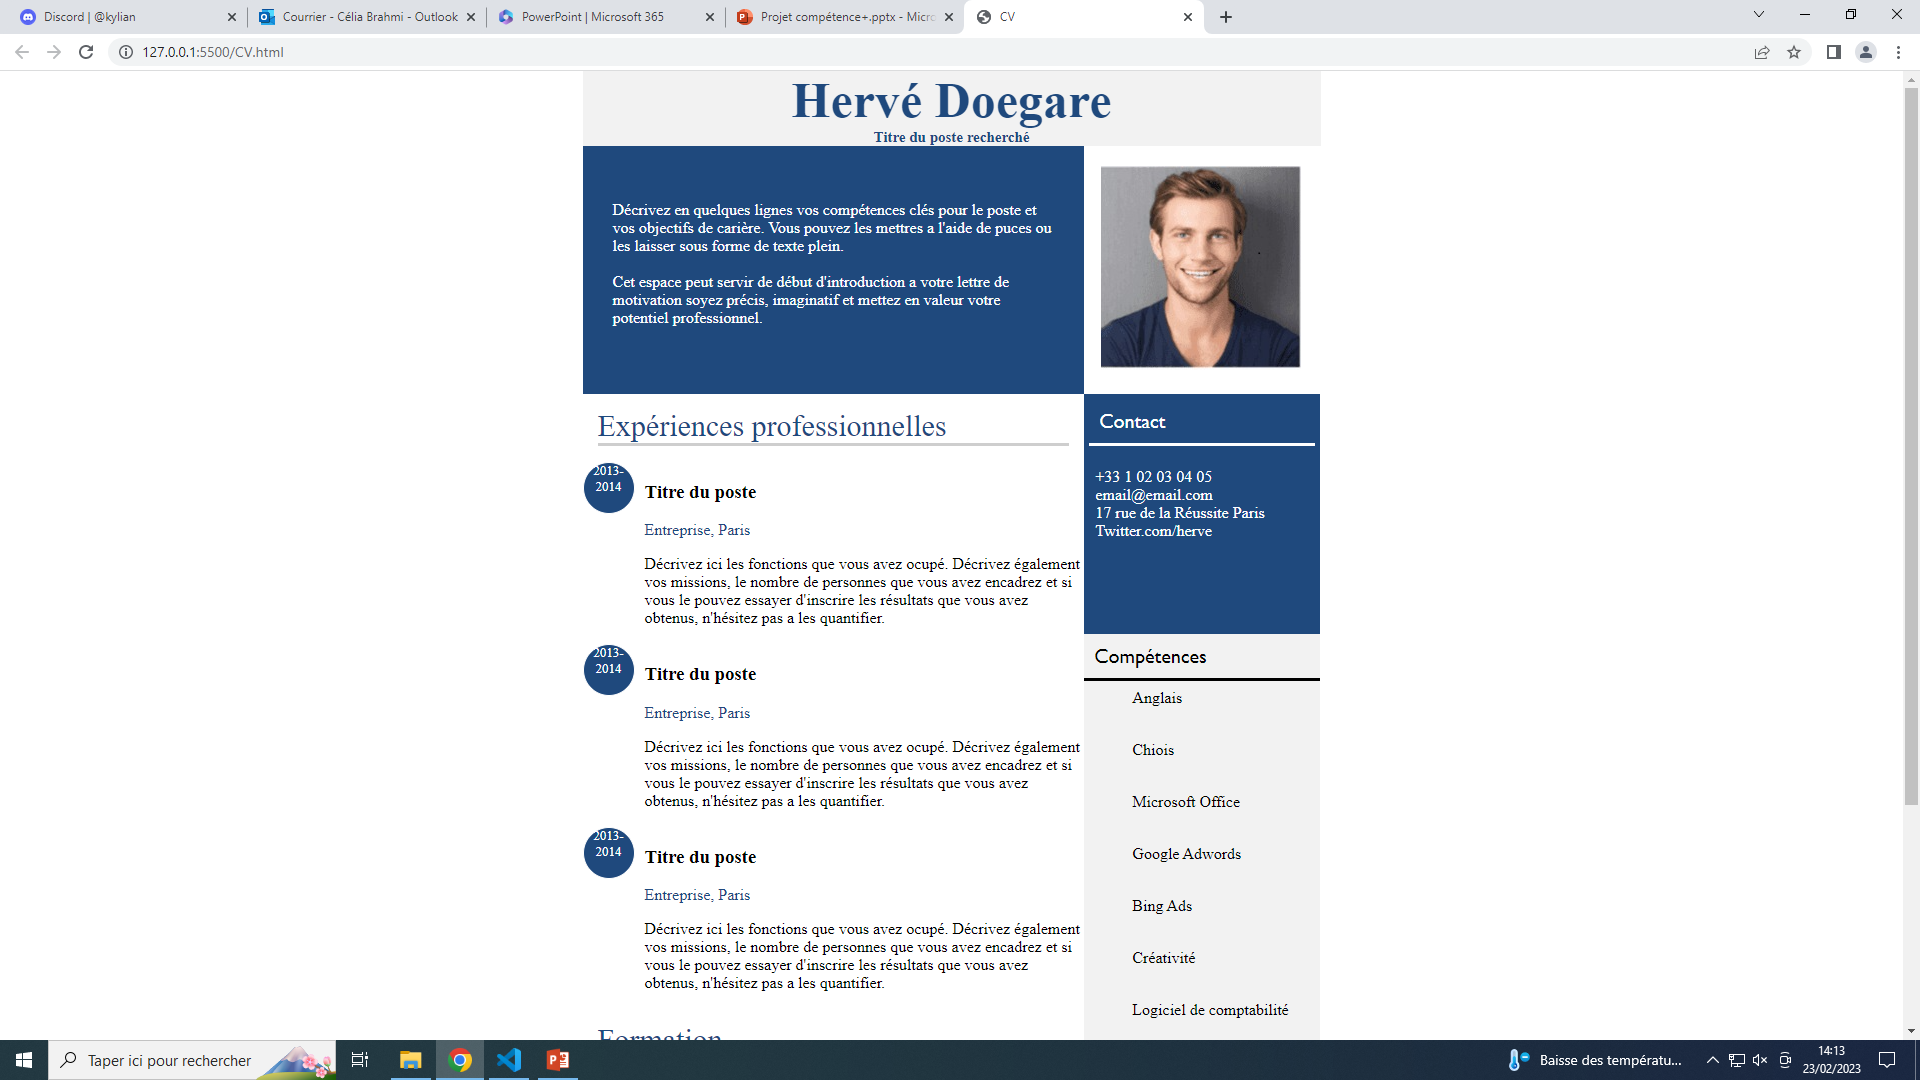 Discord | @kylian
Courrier - Célia Brahmi - Outlook
PowerPoint | Microsoft 365
Projet compétence+.pptx - Micro
CV
127.0.0.1:5500/CV.html
Hervé Doegare
Titre du poste recherché
Décrivez en quelques lignes vos compétences clés pour le poste et
vos objectifs de carière. Vous pouvez les mettres a l'aide de puces ou
les laisser sous forme de texte plein.
Cet espace peut servir de début d'introduction a votre lettre de
motivation soyez précis, imaginatif et mettez en valeur votre
potentiel professionnel.
Expériences professionnelles
2013-
2014
Titre du poste
Entreprise, Paris
Décrivez ici les fonctions que vous avez ocupé. Décrivez également
vos missions, le nombre de personnes que vous avez encadrez et si
vous le pouvez essayer d'inscrire les résultats que vous avez
obtenus, n'hésitez pas a les quantifier.
2013-
2014
Titre du poste
Entreprise, Paris
Décrivez ici les fonctions que vous avez ocupé. Décrivez également
vos missions, le nombre de personnes que vous avez encadrez et si
vous le pouvez essayer d'inscrire les résultats que vous avez
obtenus, n'hésitez pas a les quantifier.
2013-
2014
Titre du poste
Entreprise, Paris
Décrivez ici les fonctions que vous avez ocupé. Décrivez également
vos missions, le nombre de personnes que vous avez encadrez et si
vous le pouvez essayer d'inscrire les résultats que vous avez
obtenus, n'hésitez pas a les quantifier.
Formation
Contact
+33 1 02 03 04 05
email@email.com
17 rue de la Réussite Paris
Twitter.com/herve
Compétences
Anglais
Chiois
Microsoft Office
Google Adwords
Bing Ads
Créativité
Logiciel de comptabilité
Taper ici pour rechercher
Baisse des températu...
14:13
23/02/2023